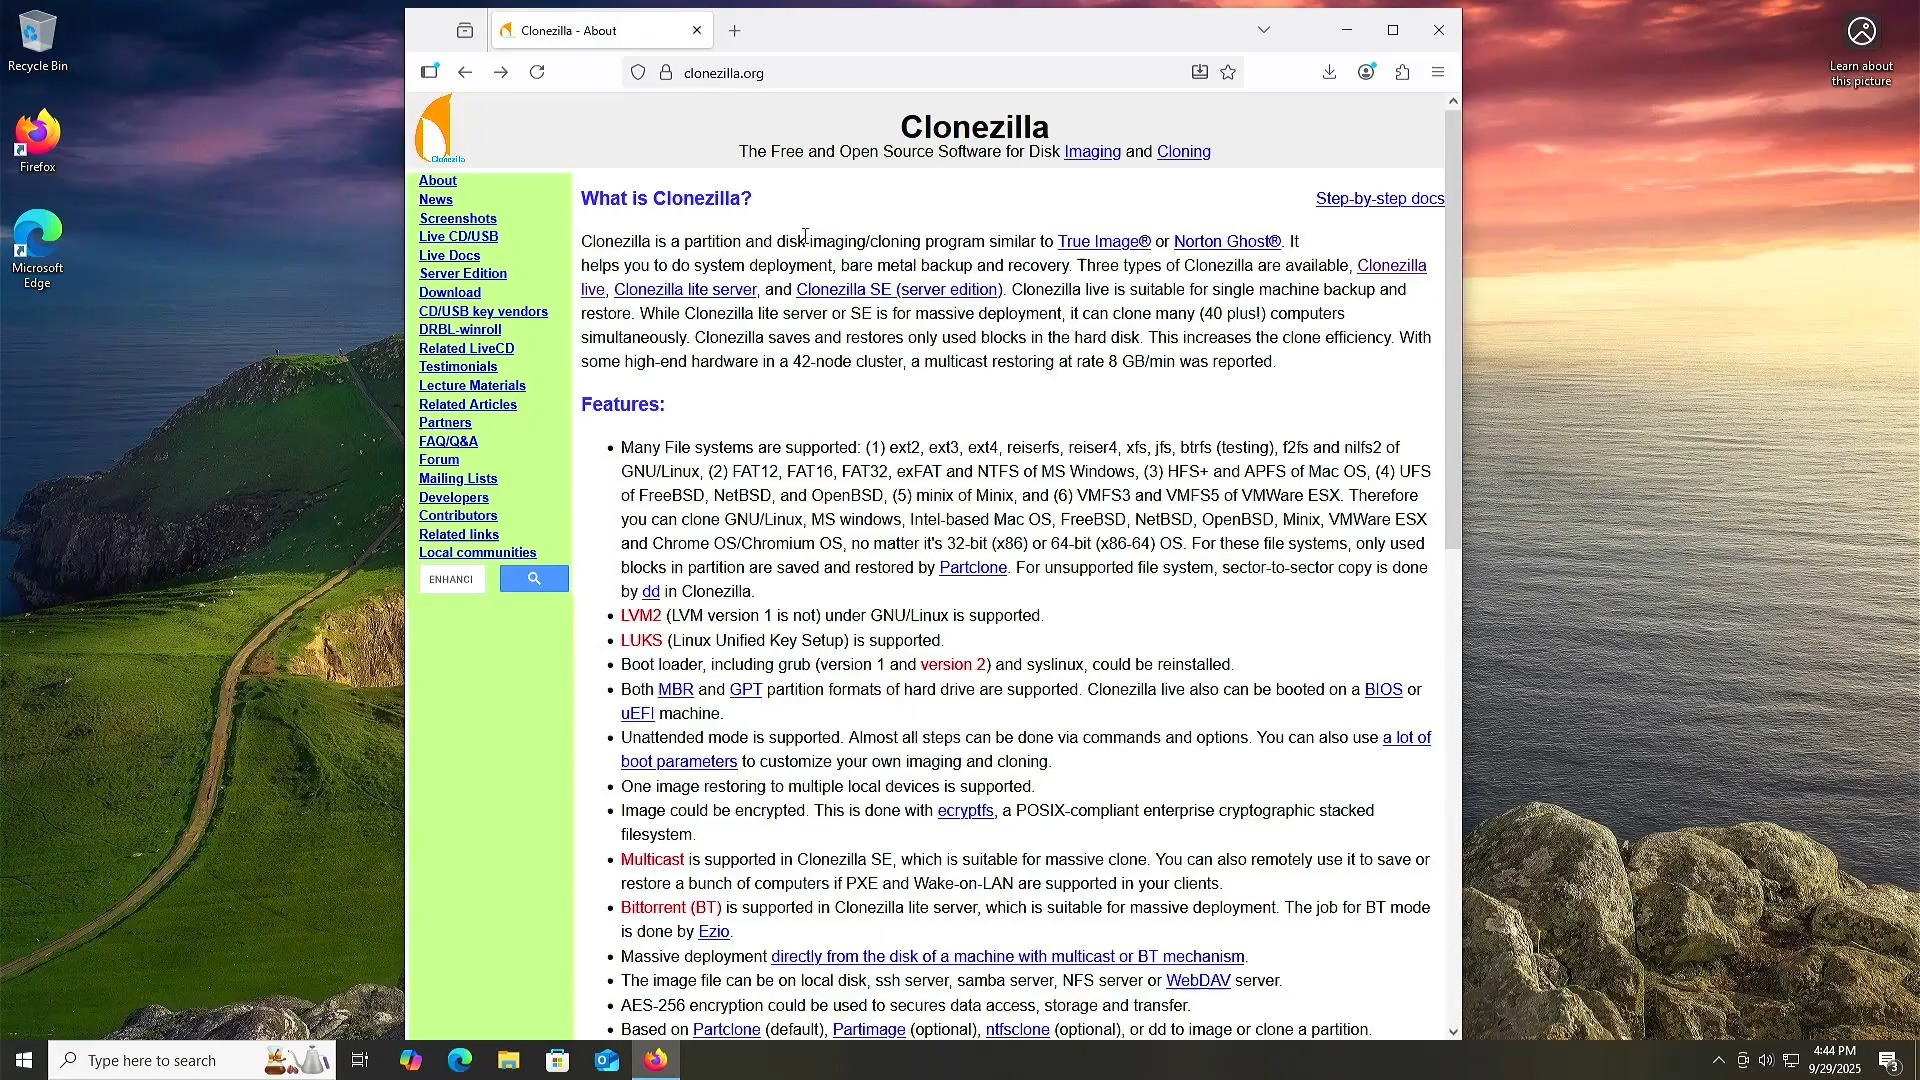 Recycle Bin
Firefox
Microsoft
Edge
Learn about
this picture
Clonezilla - About
clonezilla.org
Clonezilla
Clonezilla
The Free and Open Source Software for Disk Imaging and Cloning
About
News
Screenshots
Live CD/USB
Live Docs
Server Edition
Download
CD/USB key vendors
DRBL-winroll
Related LiveCD
Testimonials
Lecture Materials
Related Articles
Partners
FAQ/Q&A
Forum
Mailing Lists
Developers
Contributors
Related links
Local communities
ENHANCI
What is Clonezilla?
Step-by-step docs
Clonezilla is a partition and disk imaging/cloning program similar to True Image® or Norton Ghost®. It
helps you to do system deployment, bare metal backup and recovery. Three types of Clonezilla are available, Clonezilla
live, Clonezilla lite server, and Clonezilla SE (server edition). Clonezilla live is suitable for single machine backup and
restore. While Clonezilla lite server or SE is for massive deployment, it can clone many (40 plus!) computers
simultaneously. Clonezilla saves and restores only used blocks in the hard disk. This increases the clone efficiency. With
some high-end hardware in a 42-node cluster, a multicast restoring at rate 8 GB/min was reported.
Features:
• Many File systems are supported: (1) ext2, ext3, ext4, reiserfs, reiser4, xfs, jfs, btrfs (testing), f2fs and nilfs2 of
GNU/Linux, (2) FAT12, FAT16, FAT32, exFAT and NTFS of MS Windows, (3) HFS+ and APFS of Mac OS, (4) UFS
of FreeBSD, NetBSD, and OpenBSD, (5) minix of Minix, and (6) VMFS3 and VMFS5 of VMWare ESX. Therefore
you can clone GNU/Linux, MS windows, Intel-based Mac OS, FreeBSD, NetBSD, OpenBSD, Minix, VMWare ESX
and Chrome OS/Chromium OS, no matter it's 32-bit (x86) or 64-bit (x86-64) OS. For these file systems, only used
blocks in partition are saved and restored by Partclone. For unsupported file system, sector-to-sector copy is done
by dd in Clonezilla.
• LVM2 (LVM version 1 is not) under GNU/Linux is supported.
• LUKS (Linux Unified Key Setup) is supported.
• Boot loader, including grub (version 1 and version 2) and syslinux, could be reinstalled.
• Both MBR and GPT partition formats of hard drive are supported. Clonezilla live also can be booted on a BIOS or
uEFI machine.
• Unattended mode is supported. Almost all steps can be done via commands and options. You can also use a lot of
boot parameters to customize your own imaging and cloning.
• One image restoring to multiple local devices is supported.
• Image could be encrypted. This is done with ecryptfs, a POSIX-compliant enterprise cryptographic stacked
filesystem.
• Multicast is supported in Clonezilla SE, which is suitable for massive clone. You can also remotely use it to save or
restore a bunch of computers if PXE and Wake-on-LAN are supported in your clients.
• Bittorrent (BT) is supported in Clonezilla lite server, which is suitable for massive deployment. The job for BT mode
is done by Ezio.
• Massive deployment directly from the disk of a machine with multicast or BT mechanism.
• The image file can be on local disk, ssh server, samba server, NFS server or WebDAV server.
• AES-256 encryption could be used to secures data access, storage and transfer.
• Based on Partclone (default), Partimage (optional), ntfsclone (optional), or dd to image or clone a partition.
Type here to search
4:44 PM
9/29/2025
3